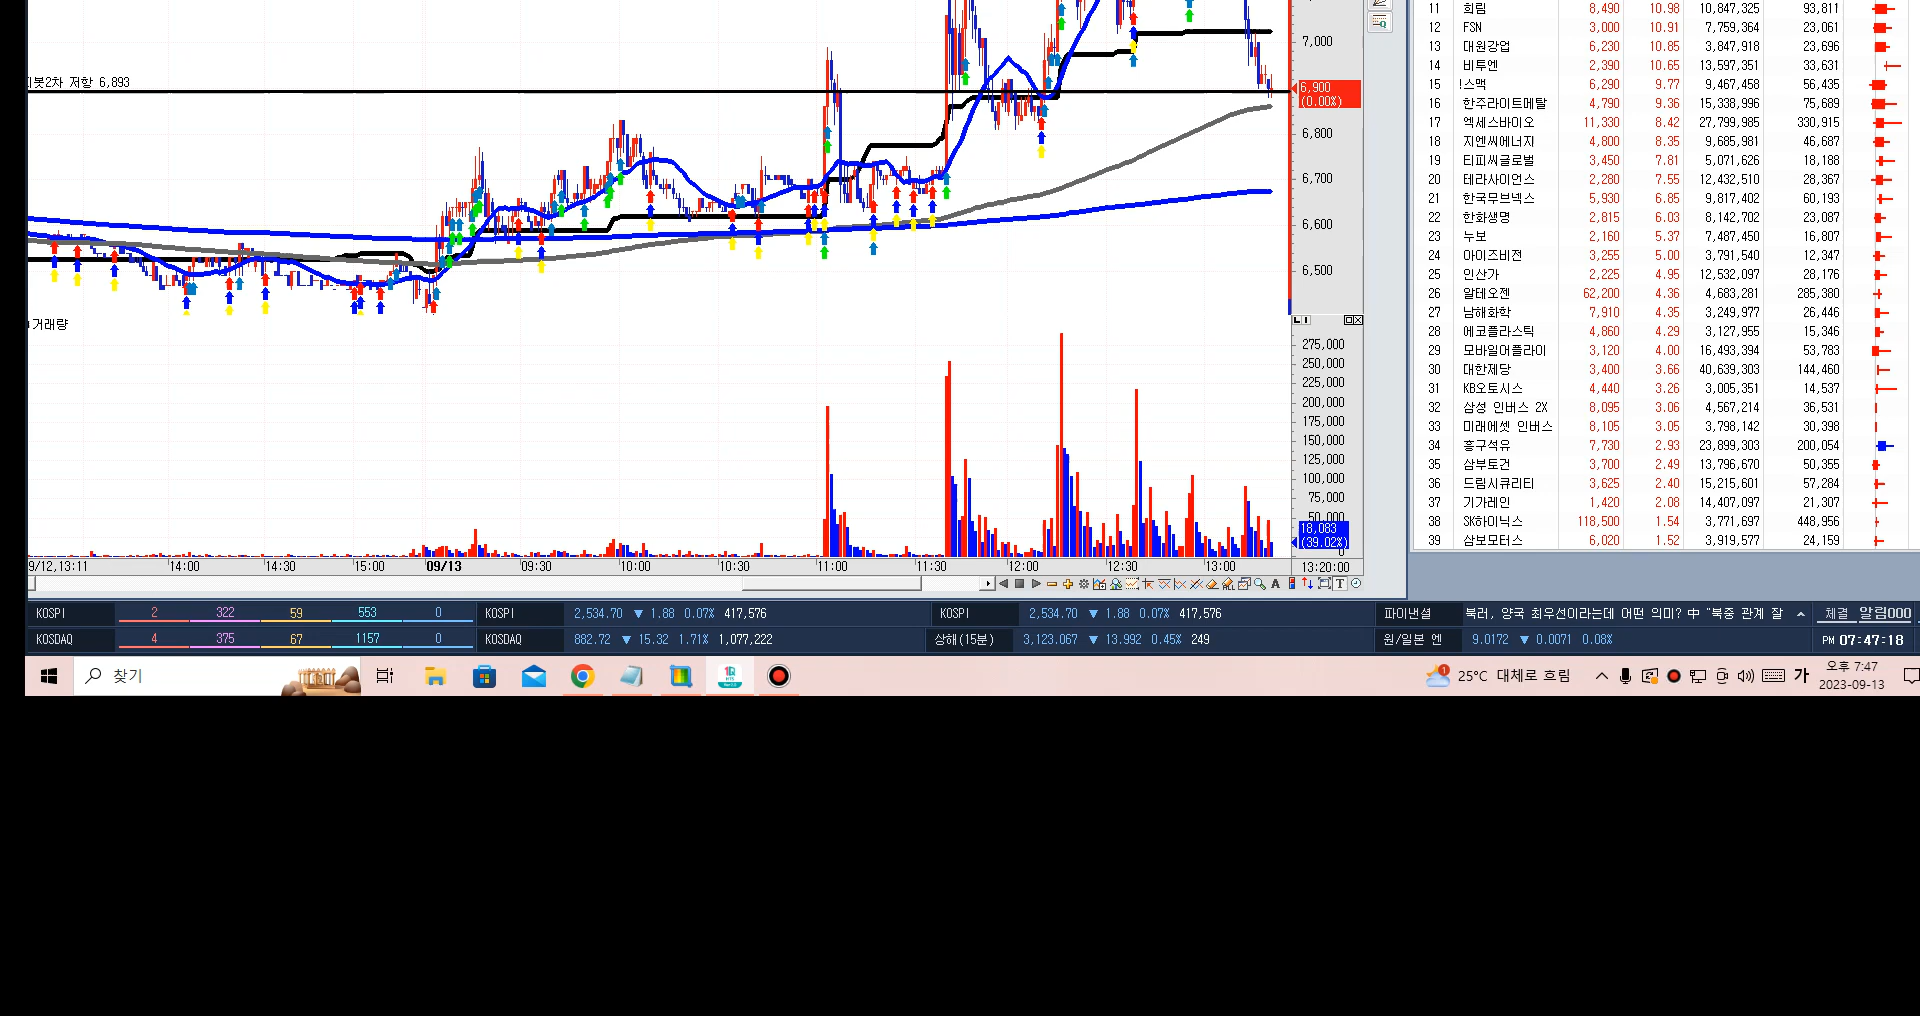 11 희림 8,490 10.98 10,847,325 93,811
12 FSN 3,000 10.91 7,759,364 23,061
13 대원강업 6,230 10.85 3,847,918 23,696
14 비투엔 2,390 10.65 13,597,351 33,631
15 !스맥 6,290 9.77 9,467,458 56,435
16 한주라이트메탈 4,790 9.36 15,338,996 75,689
17 엑세스바이오 11,330 8.42 27,799,985 330,915
18 지엔씨에너지 4,800 8.35 9,685,981 46,687
19 티피씨글로벌 3,450 7.81 5,071,626 18,188
20 테라사이언스 2,280 7.55 12,432,510 28,367
21 한국무브넥스 5,930 6.85 9,817,402 60,193
22 한화생명 2,815 6.03 8,142,702 23,087
23 누보 2,160 5.37 7,487,450 16,807
24 아이즈비전 3,255 5.00 3,791,540 12,347
25 인산가 2,225 4.95 12,532,097 28,176
26 알테오젠 62,200 4.36 4,683,281 285,380
27 남해화학 7,910 4.35 3,249,977 26,446
28 에코플라스틱 4,860 4.29 3,127,955 15,346
29 모바일어플라이 3,120 4.00 16,493,394 53,783
30 대한제당 3,400 3.66 40,639,303 144,460
31 KB오토시스 4,440 3.26 3,005,351 14,537
32 삼성 인버스 2X 8,095 3.06 4,567,214 36,531
33 미래에셋 인버스 8,105 3.05 3,798,142 30,398
34 흥구석유 7,730 2.93 23,899,303 200,054
35 삼부토건 3,700 2.49 13,796,670 50,355
36 드림시큐리티 3,625 2.40 15,215,601 57,284
37 기가레인 1,420 2.08 14,407,097 21,307
38 SK하이닉스 118,500 1.54 3,771,697 448,956
39 삼보모터스 6,020 1.52 3,919,577 24,159
7,000
피봇2차 저항 6,893
6,900
(0.00%)
6,800
6,700
6,600
6,500
거래량
275,000
250,000
225,000
200,000
175,000
150,000
125,000
100,000
75,000
50,000
18,083
(39.02%)
0
9/12,13:11 14:00 14:30 15:00 09/13 09:30 10:00 10:30 11:00 11:30 12:00 12:30 13:00 13:20:00
A ALL T
KOSPI 2 322 59 553 0 KOSPI 2,534.70 ▼ 1.88 0.07% 417,576 KOSPI 2,534.70 ▼ 1.88 0.07% 417,576 파이낸셜 북러, 양국 최우선이라는데 어떤 의미? 中 "북중 관계 잘 체결 알림000
KOSDAQ 4 375 67 1157 0 KOSDAQ 882.72 ▼ 15.32 1.71% 1,077,222 상해(15분) 3,123.067 ▼ 13.992 0.45% 249 원/일본 엔 9.0172 ▼ 0.0071 0.08% PM 07:47:18
찾기 1 25°C 대체로 흐림 가 오후 7:47
2023-09-13